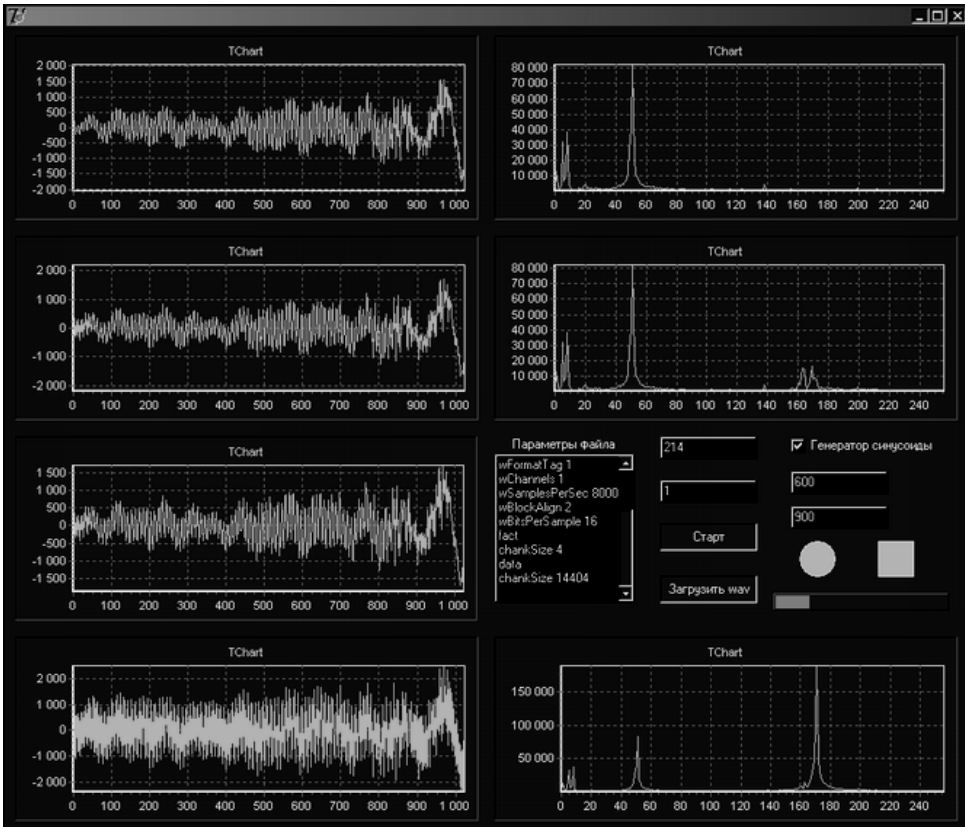 TChart
2 000
1 500
1 000
500
0
-500
-1 000
-1 500
-2 000
0 100 200 300 400 500 600 700 800 900 1 000
TChart
80 000
70 000
60 000
50 000
40 000
30 000
20 000
10 000
0 20 40 60 80 100 120 140 160 180 200 220 240
TChart
2 000
1 000
0
-1 000
-2 000
0 100 200 300 400 500 600 700 800 900 1 000
TChart
80 000
70 000
60 000
50 000
40 000
30 000
20 000
10 000
0 20 40 60 80 100 120 140 160 180 200 220 240
TChart
1 500
1 000
500
0
-500
-1 000
-1 500
0 100 200 300 400 500 600 700 800 900 1 000
Параметры файла
wFormatTag 1
wChannels 1
wSamplesPerSec 8000
wBlockAlign 2
wBitsPerSample 16
fact
chankSize 4
data
chankSize 14404
214
1
Старт
Загрузить wav
Генератор синусоиды
600
900
TChart
2 000
1 000
0
-1 000
-2 000
0 100 200 300 400 500 600 700 800 900 1 000
TChart
150 000
100 000
50 000
0 20 40 60 80 100 120 140 160 180 200 220 240